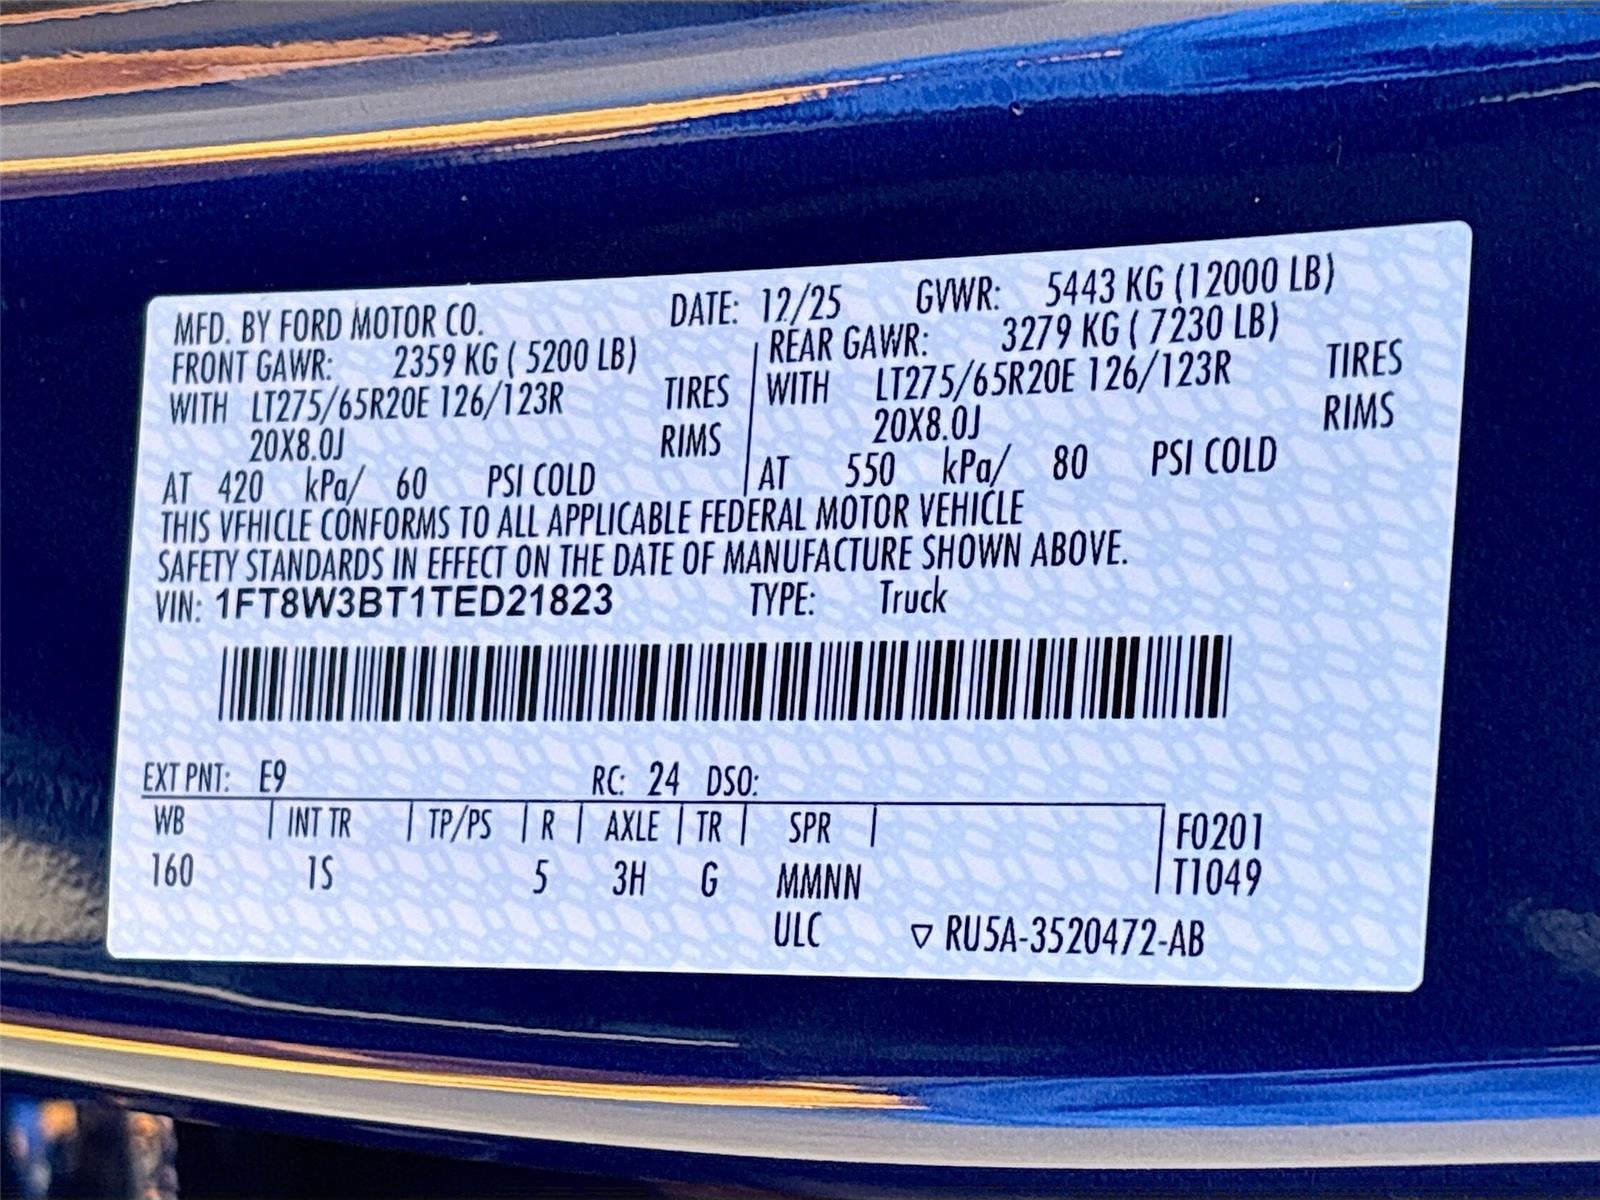 MFD. BY FORD MOTOR CO. DATE: 12/25 GVWR: 5443 KG (12000 LB)
FRONT GAWR: 2359 KG ( 5200 LB) REAR GAWR: 3279 KG ( 7230 LB)
WITH LT275/65R20E 126/123R TIRES WITH LT275/65R20E 126/123R TIRES
20X8.0J RIMS 20X8.0J RIMS
AT 420 kPa/ 60 PSI COLD AT 550 kPa/ 80 PSI COLD
THIS VEHICLE CONFORMS TO ALL APPLICABLE FEDERAL MOTOR VEHICLE
SAFETY STANDARDS IN EFFECT ON THE DATE OF MANUFACTURE SHOWN ABOVE.
VIN: 1FT8W3BT1TED21823 TYPE: Truck
EXT PNT: E9 RC: 24 DSO:
WB INT TR TP/PS R AXLE TR SPR F0201
160 1S 5 3H G MMNN T1049
ULC ▽ RU5A-3520472-AB